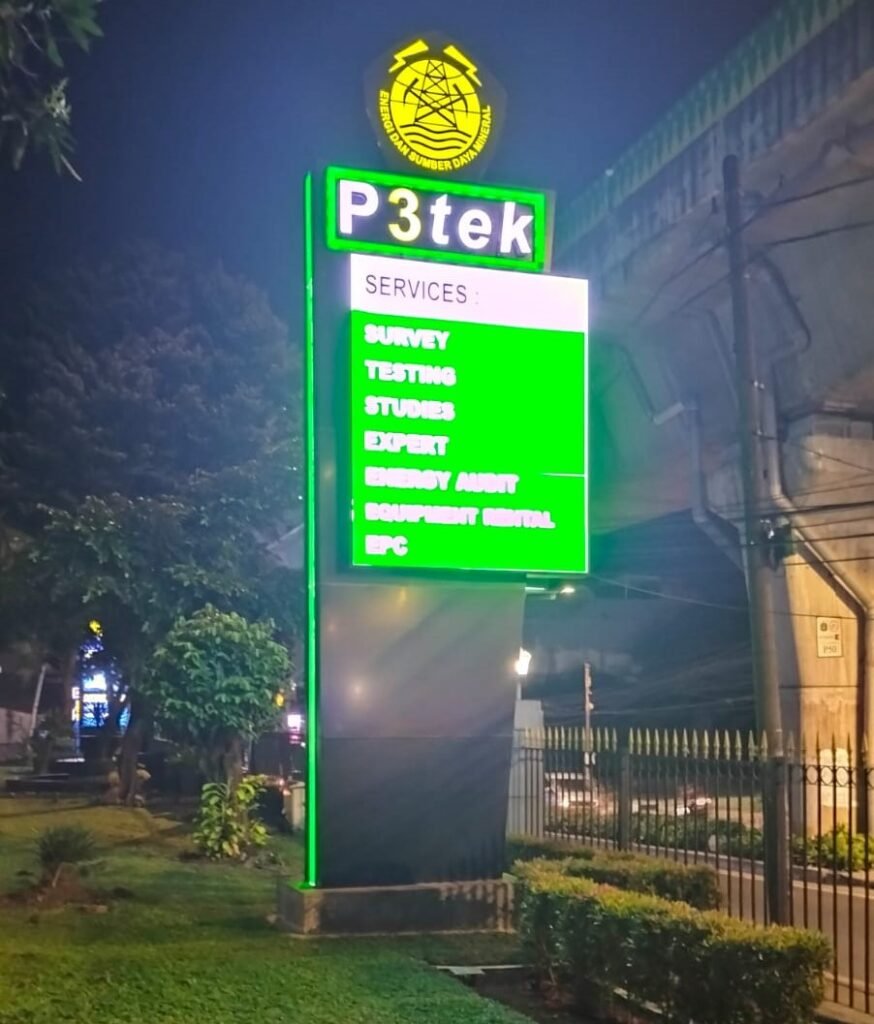 ENERGI DAN SUMBER DAYA MINERAL
P3tek
SERVICES :
SURVEY
TESTING
STUDIES
EXPERT
ENERGY AUDIT
EQUIPMENT RENTAL
EPC